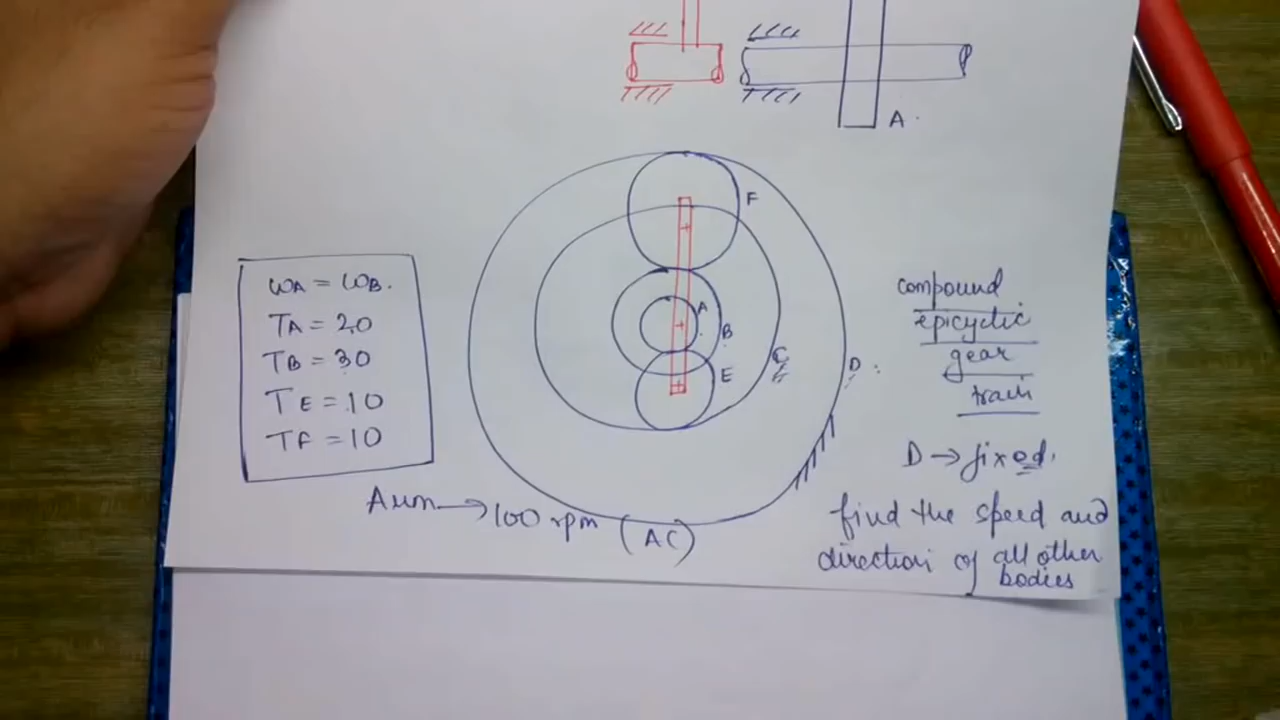 A
F
A
B
E
C
D
ωA = ωB.
TA = 20
TB = 30
TE = 10
TF = 10
compound
epicyclic
gear
train
D → fixed.
Arm → 100 rpm (AC)
find the speed and
direction of all other
bodies